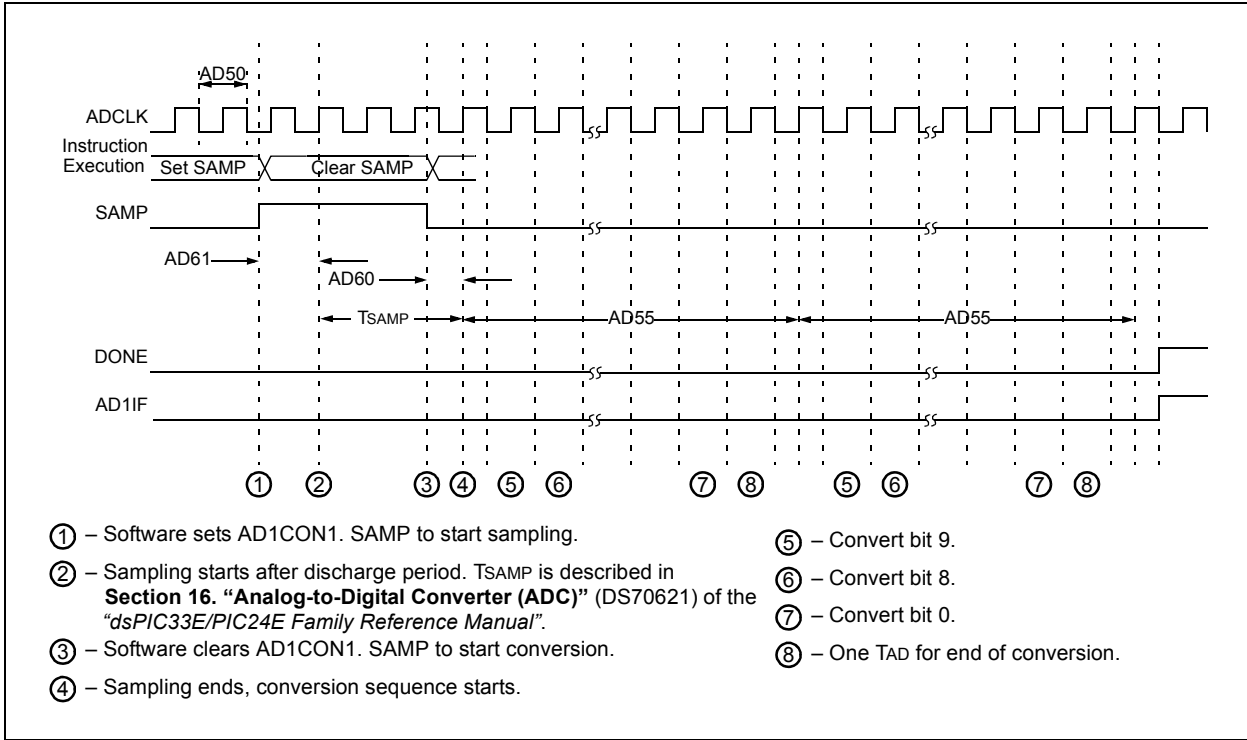 AD50
ADCLK
Instruction
Execution
Set SAMP
Clear SAMP
SAMP
AD61
AD60
TSAMP
AD55
AD55
DONE
AD1IF
1 2 3 4 5 6 7 8 5 6 7 8
1 – Software sets AD1CON1. SAMP to start sampling.
2 – Sampling starts after discharge period. TSAMP is described in
Section 16. “Analog-to-Digital Converter (ADC)” (DS70621) of the
“dsPIC33E/PIC24E Family Reference Manual”.
3 – Software clears AD1CON1. SAMP to start conversion.
4 – Sampling ends, conversion sequence starts.
5 – Convert bit 9.
6 – Convert bit 8.
7 – Convert bit 0.
8 – One TAD for end of conversion.